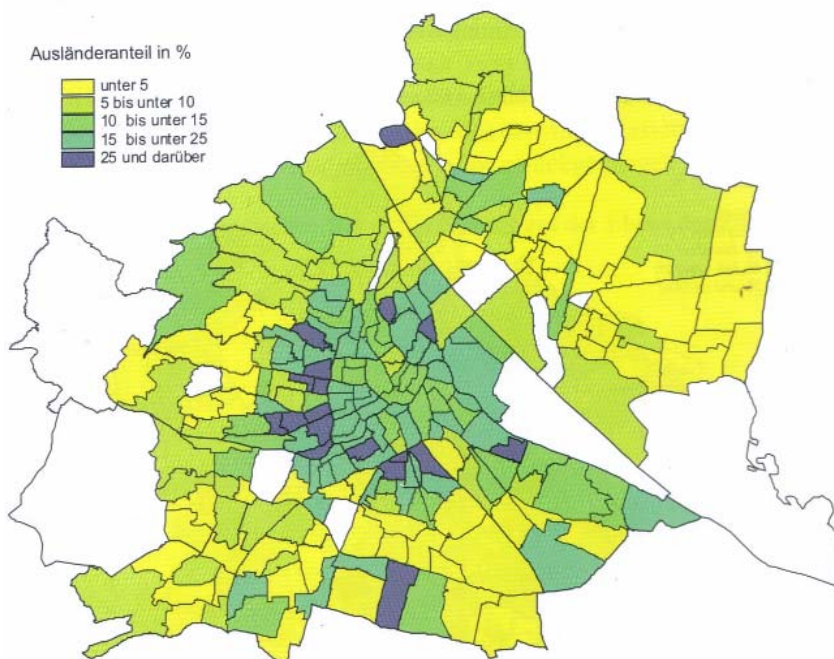 Ausländeranteil in %
unter 5
5 bis unter 10
10 bis unter 15
15 bis unter 25
25 und darüber